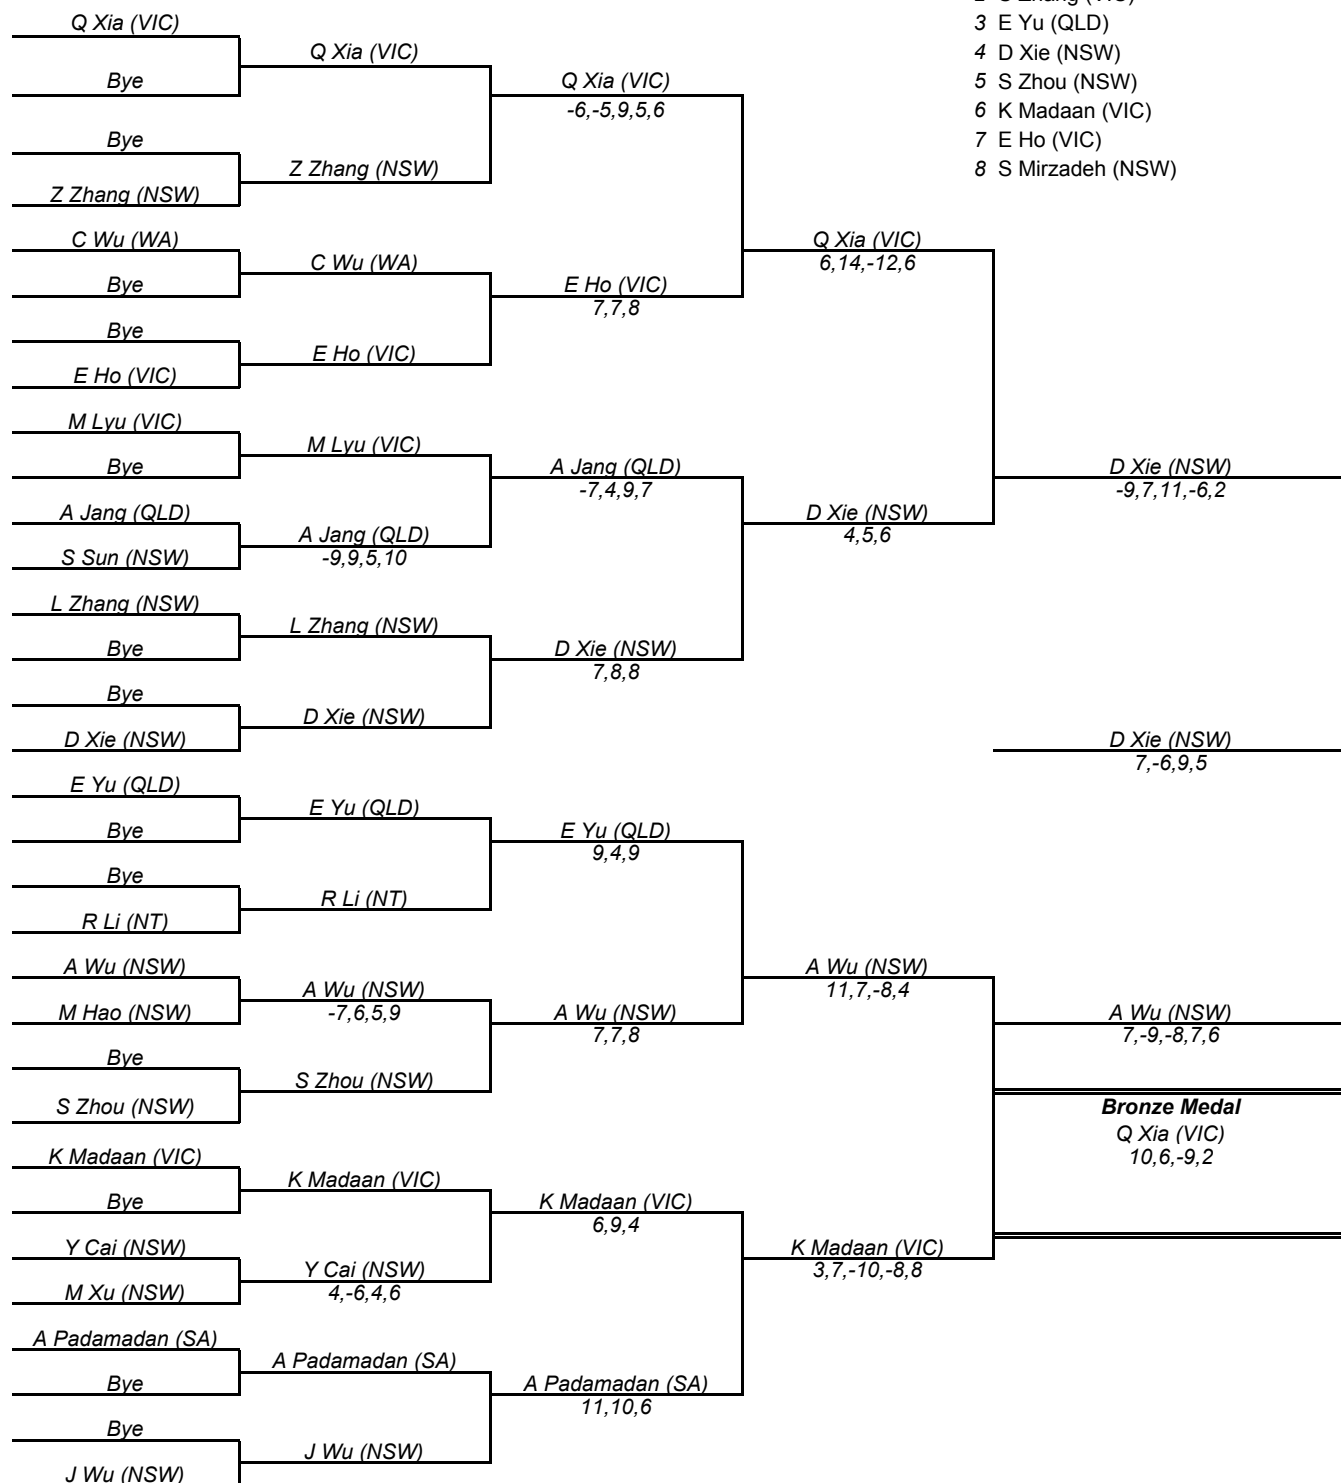 3 E Yu (QLD)
4 D Xie (NSW)
5 S Zhou (NSW)
6 K Madaan (VIC)
7 E Ho (VIC)
8 S Mirzadeh (NSW)
Q Xia (VIC)
Bye
Bye
Z Zhang (NSW)
C Wu (WA)
Bye
Bye
E Ho (VIC)
M Lyu (VIC)
Bye
A Jang (QLD)
S Sun (NSW)
L Zhang (NSW)
Bye
Bye
D Xie (NSW)
E Yu (QLD)
Bye
Bye
R Li (NT)
A Wu (NSW)
M Hao (NSW)
Bye
S Zhou (NSW)
K Madaan (VIC)
Bye
Y Cai (NSW)
M Xu (NSW)
A Padamadan (SA)
Bye
Bye
J Wu (NSW)
Q Xia (VIC)
Z Zhang (NSW)
C Wu (WA)
E Ho (VIC)
M Lyu (VIC)
A Jang (QLD)
-9,9,5,10
L Zhang (NSW)
D Xie (NSW)
E Yu (QLD)
R Li (NT)
A Wu (NSW)
-7,6,5,9
S Zhou (NSW)
K Madaan (VIC)
Y Cai (NSW)
4,-6,4,6
A Padamadan (SA)
J Wu (NSW)
Q Xia (VIC)
-6,-5,9,5,6
E Ho (VIC)
7,7,8
A Jang (QLD)
-7,4,9,7
D Xie (NSW)
7,8,8
E Yu (QLD)
9,4,9
A Wu (NSW)
7,7,8
K Madaan (VIC)
6,9,4
A Padamadan (SA)
11,10,6
Q Xia (VIC)
6,14,-12,6
D Xie (NSW)
4,5,6
A Wu (NSW)
11,7,-8,4
K Madaan (VIC)
3,7,-10,-8,8
D Xie (NSW)
-9,7,11,-6,2
D Xie (NSW)
7,-6,9,5
A Wu (NSW)
7,-9,-8,7,6
Bronze Medal
Q Xia (VIC)
10,6,-9,2